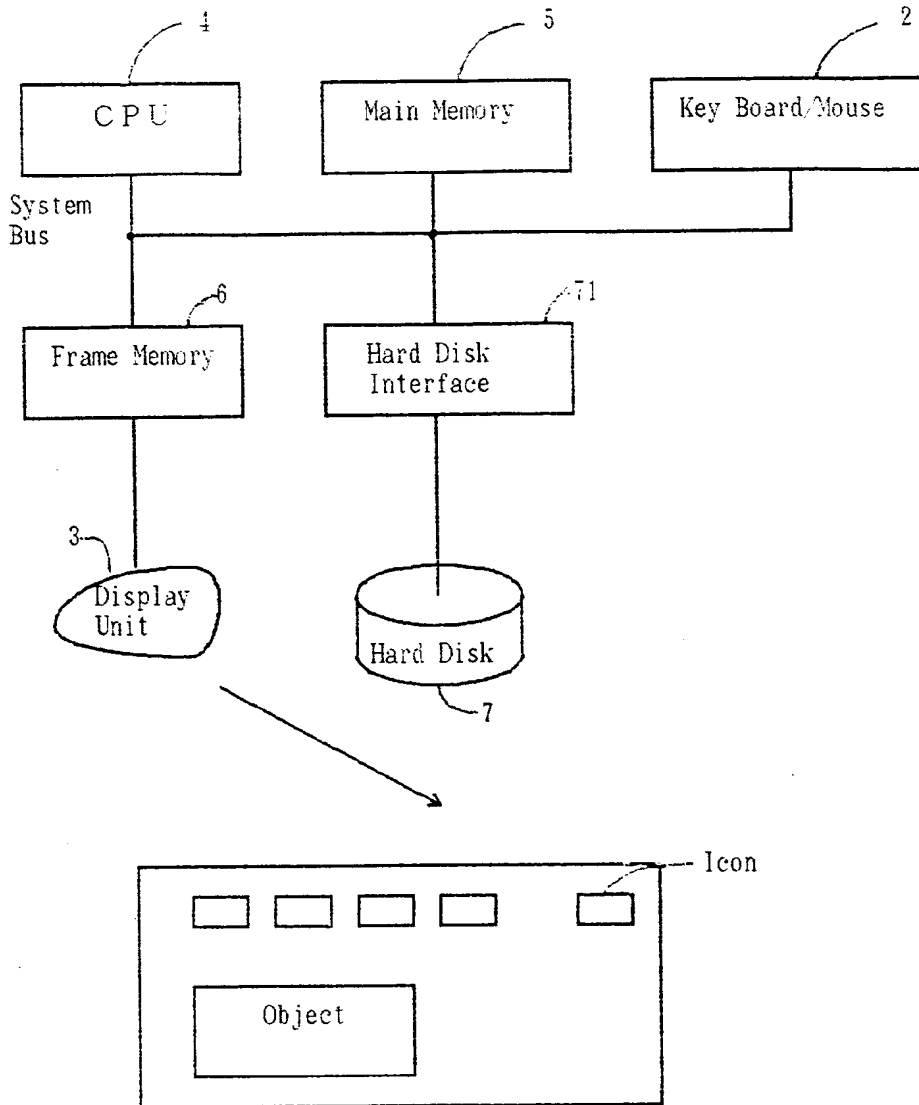 4
5
2
CPU
Main Memory
Key Board/Mouse
System
Bus
6
71
Frame Memory
Hard Disk
Interface
3
Display
Unit
Hard Disk
7
Icon
Object